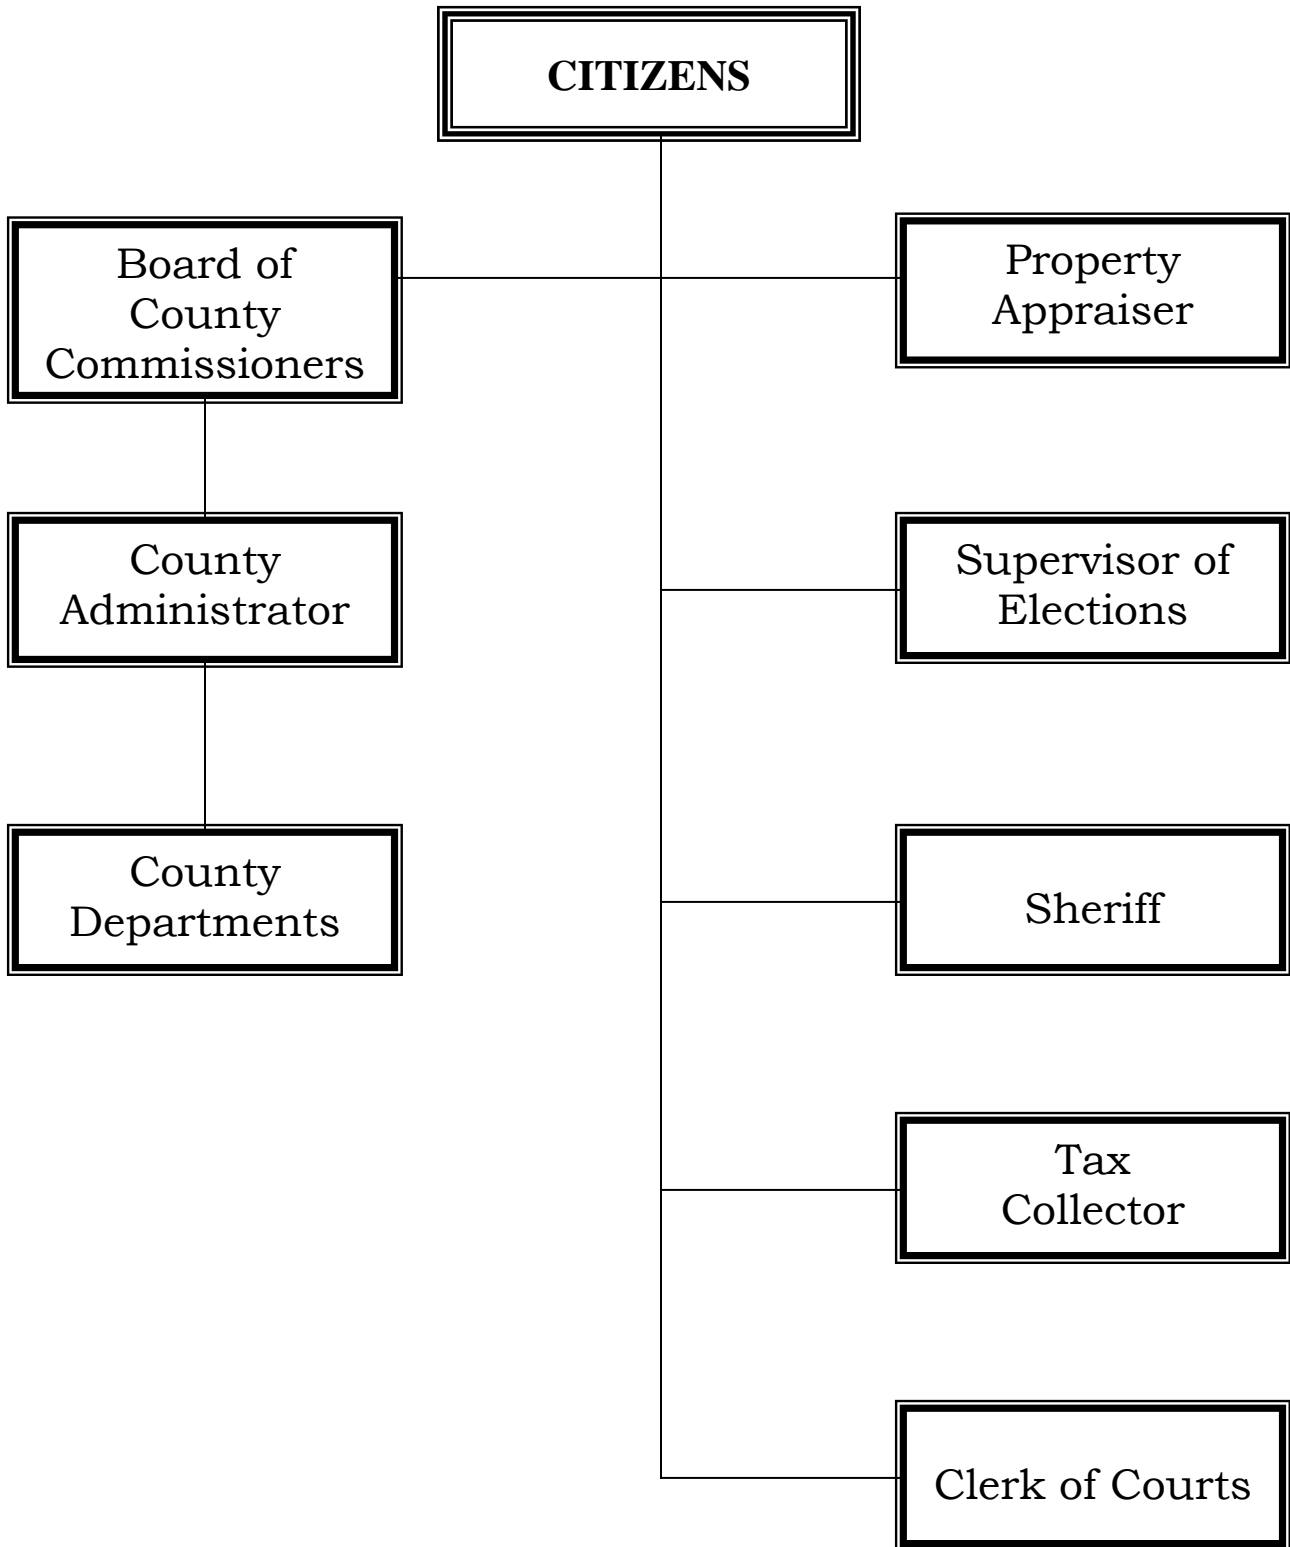 CITIZENS
Board of
County
Commissioners
Property
Appraiser
County
Administrator
Supervisor of
Elections
County
Departments
Sheriff
Tax
Collector
Clerk of Courts